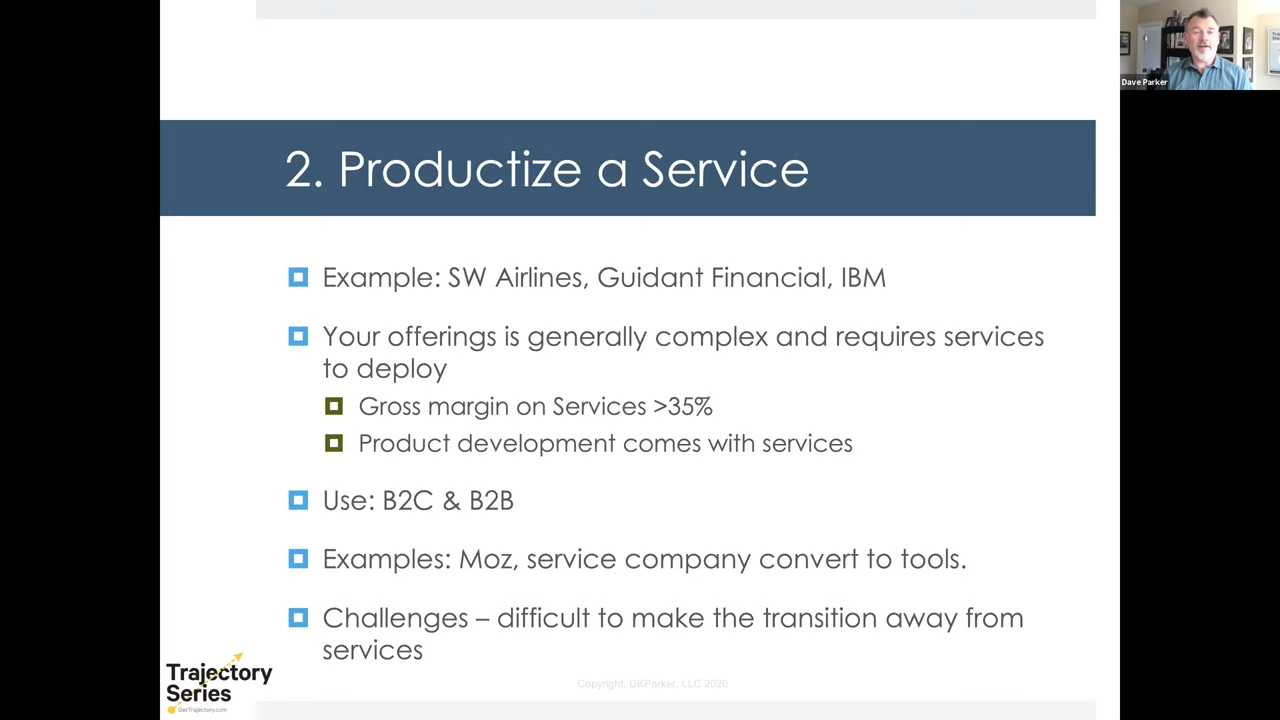 Dave Parker
2. Productize a Service
Example: SW Airlines, Guidant Financial, IBM
Your offerings is generally complex and requires services
to deploy
Gross margin on Services >35%
Product development comes with services
Use: B2C & B2B
Examples: Moz, service company convert to tools.
Challenges – difficult to make the transition away from
services
Trajectory
Series
GetTrajectory.com
Copyright, DKParker, LLC 2020